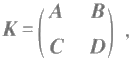 K = ( A B
C D ) ,